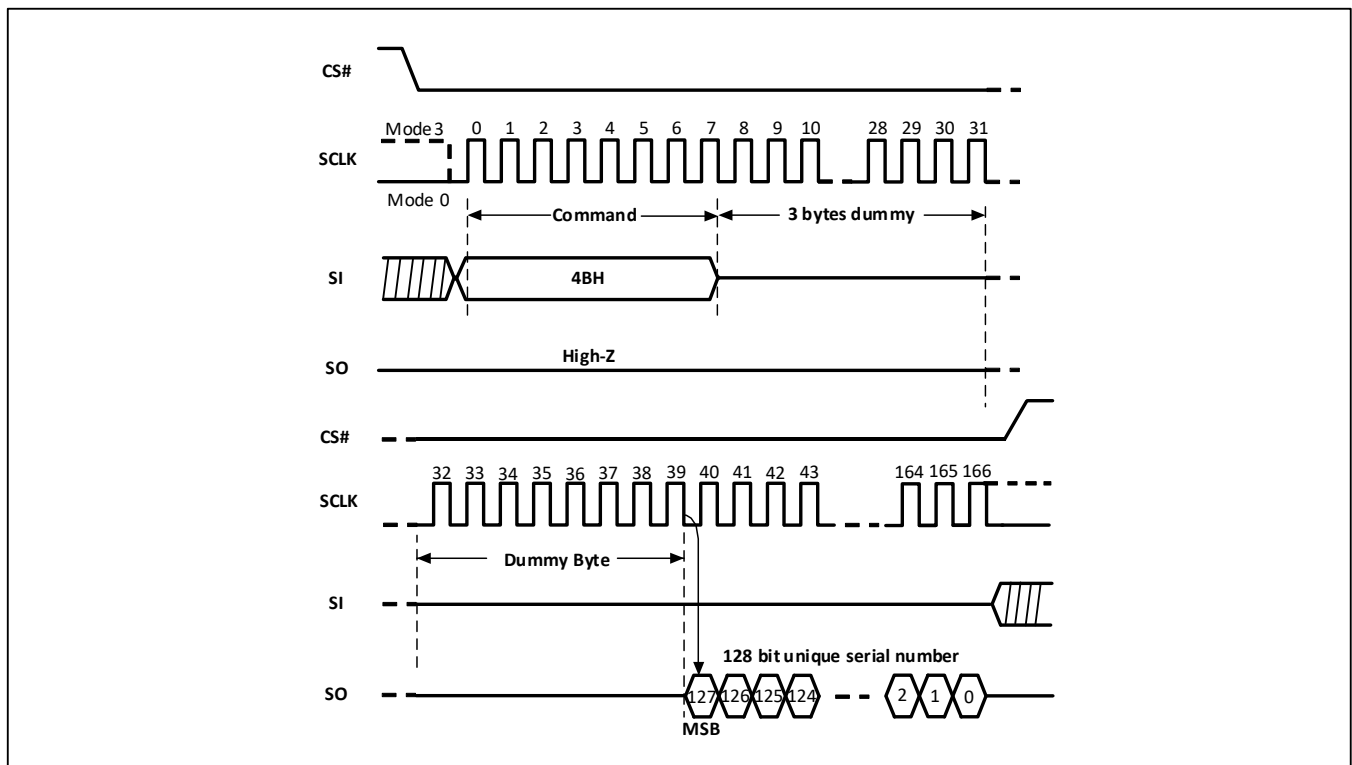 CS#
Mode 3 0 1 2 3 4 5 6 7 8 9 10 28 29 30 31
SCLK
Mode 0
Command 3 bytes dummy
SI 4BH
High-Z
SO
CS#
32 33 34 35 36 37 38 39 40 41 42 43 164 165 166
SCLK
Dummy Byte
SI
128 bit unique serial number
SO 127 126 125 124 2 1 0
MSB